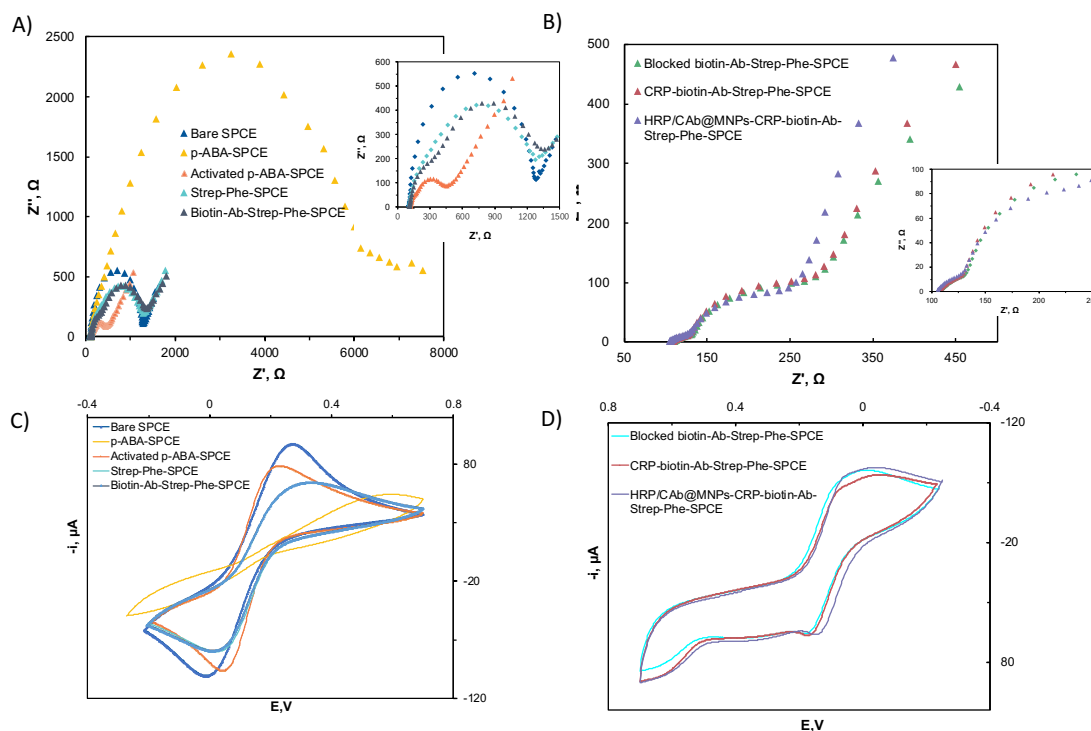 A)
2500
2000
1500
1000
500
0
Z'', Ω
0
2000
4000
6000
8000
Z', Ω
Bare SPCE
p-ABA-SPCE
Activated p-ABA-SPCE
Strep-Phe-SPCE
Biotin-Ab-Strep-Phe-SPCE
600
500
400
300
200
100
0
Z'', Ω
0
300
600
900
1200
1500
Z', Ω
B)
500
400
300
200
100
0
50
150
250
350
450
Z', Ω
Blocked biotin-Ab-Strep-Phe-SPCE
CRP-biotin-Ab-Strep-Phe-SPCE
HRP/CAb@MNPs-CRP-biotin-Ab-
Strep-Phe-SPCE
100
80
60
40
20
0
Z'', Ω
100
150
200
Z', Ω
C)
-0.4
0
0.4
0.8
Bare SPCE
p-ABA-SPCE
Activated p-ABA-SPCE
Strep-Phe-SPCE
Biotin-Ab-Strep-Phe-SPCE
80
-20
-120
-i, µA
E,V
D)
0.8
0.4
0
-0.4
-120
-20
80
Blocked biotin-Ab-Strep-Phe-SPCE
CRP-biotin-Ab-Strep-Phe-SPCE
HRP/CAb@MNPs-CRP-biotin-Ab-
Strep-Phe-SPCE
-i, µA
E,V